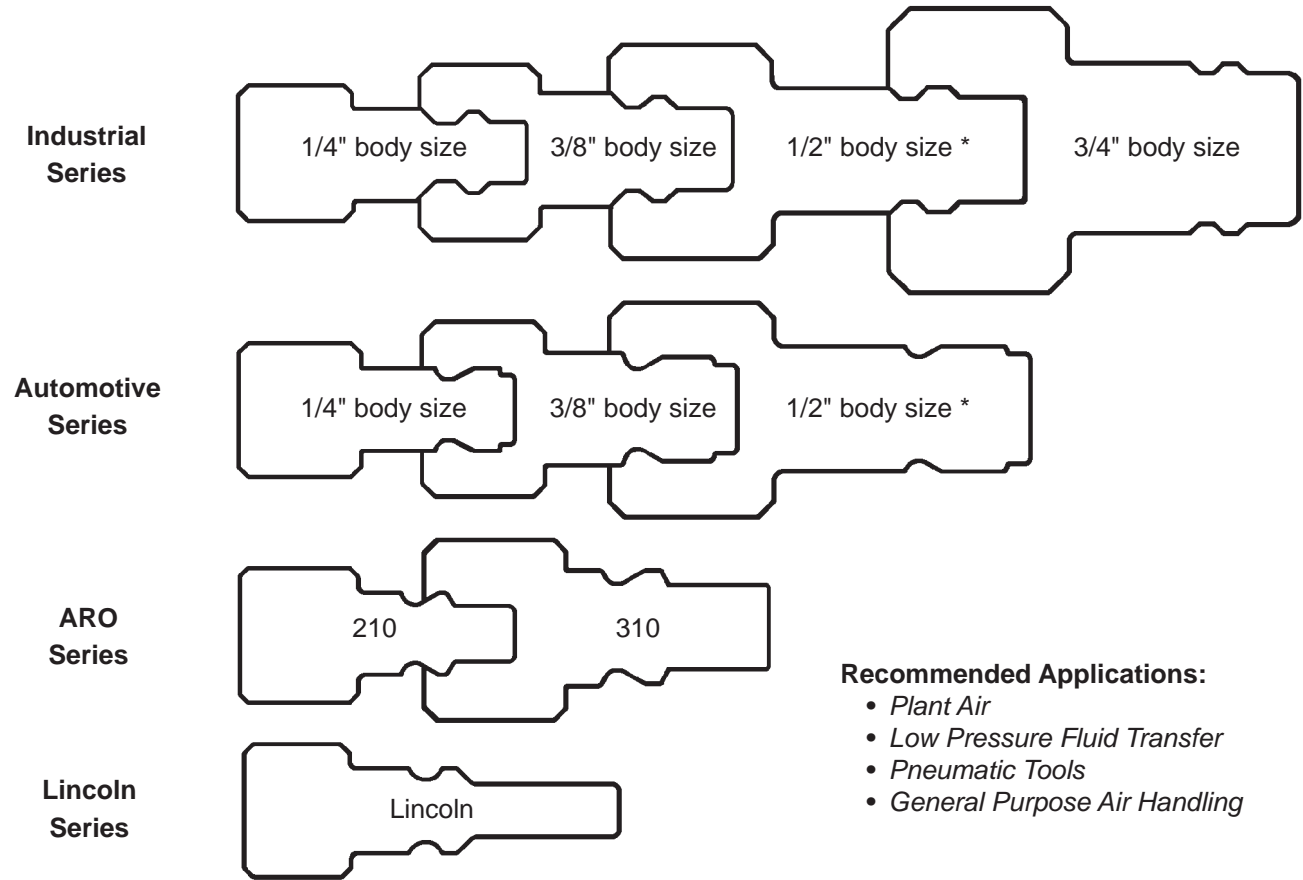 Industrial
Series
1/4" body size
3/8" body size
1/2" body size *
3/4" body size
Automotive
Series
1/4" body size
3/8" body size
1/2" body size *
ARO
Series
210
310
Lincoln
Series
Lincoln
Recommended Applications:
• Plant Air
• Low Pressure Fluid Transfer
• Pneumatic Tools
• General Purpose Air Handling